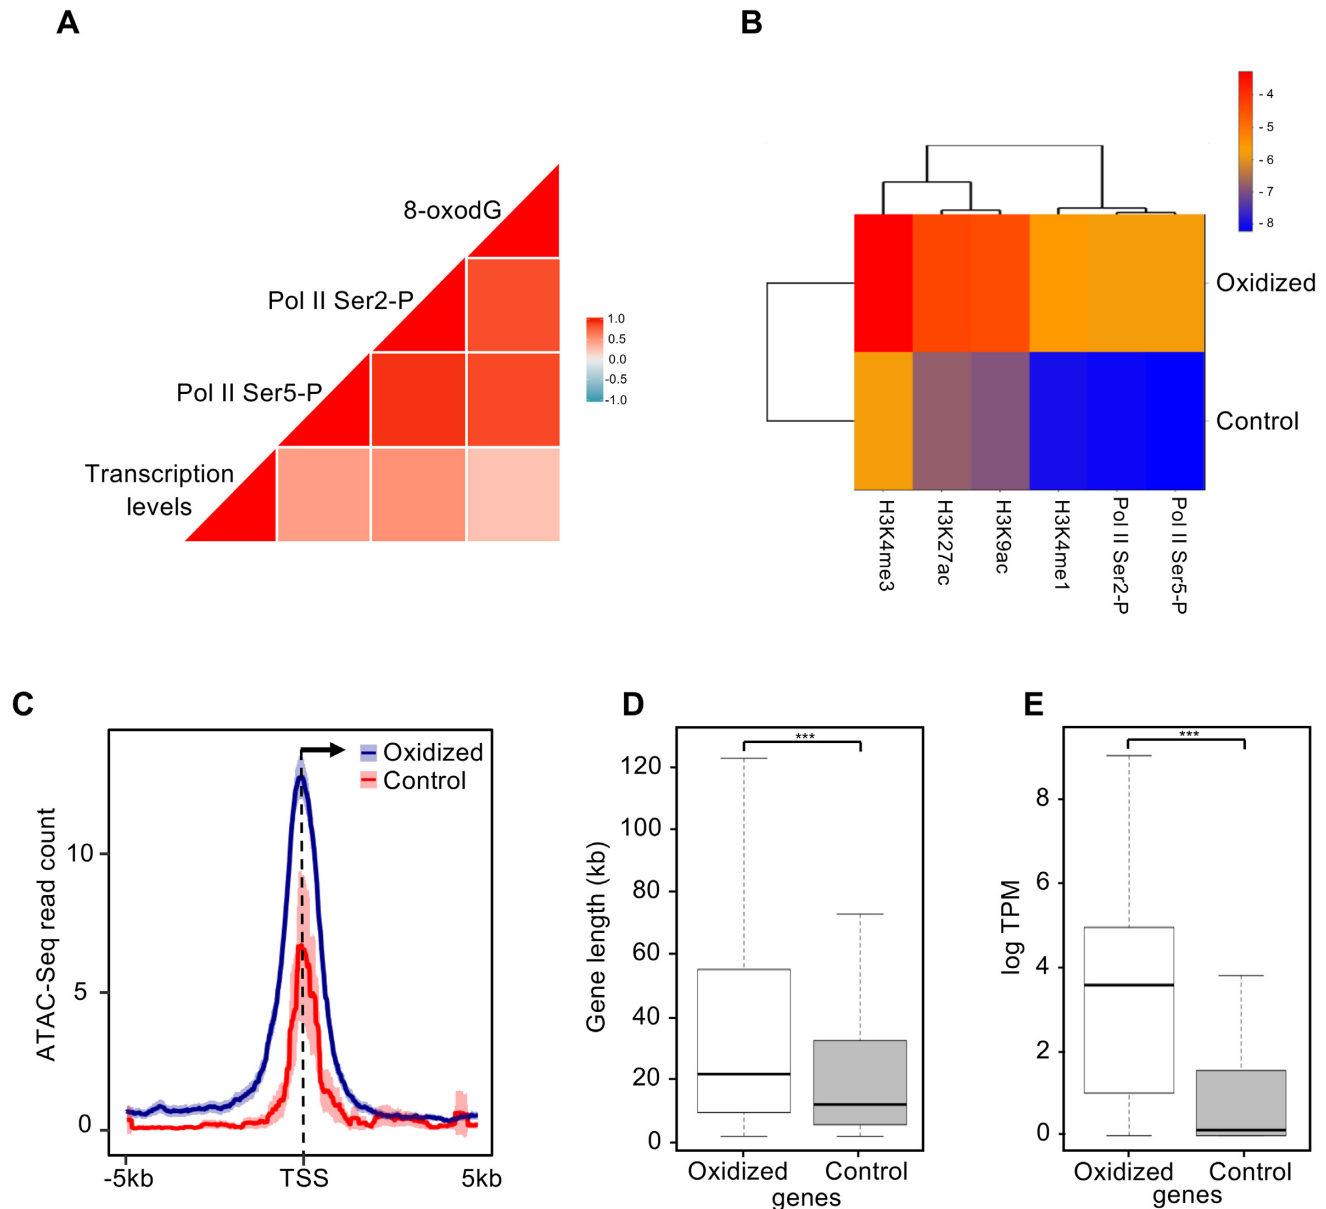 A
8-oxodG
Pol II Ser2-P
Pol II Ser5-P
Transcription
levels
1.0
0.5
0.0
-0.5
-1.0
B
- 4
- 5
- 6
- 7
- 8
Oxidized
Control
H3K4me3
H3K27ac
H3K9ac
H3K4me1
Pol II Ser2-P
Pol II Ser5-P
C
ATAC-Seq read count
10
5
0
-5kb
TSS
5kb
Oxidized
Control
D
Gene length (kb)
120
100
80
60
40
20
0
***
Oxidized
Control
genes
E
log TPM
8
6
4
2
0
***
Oxidized
Control
genes